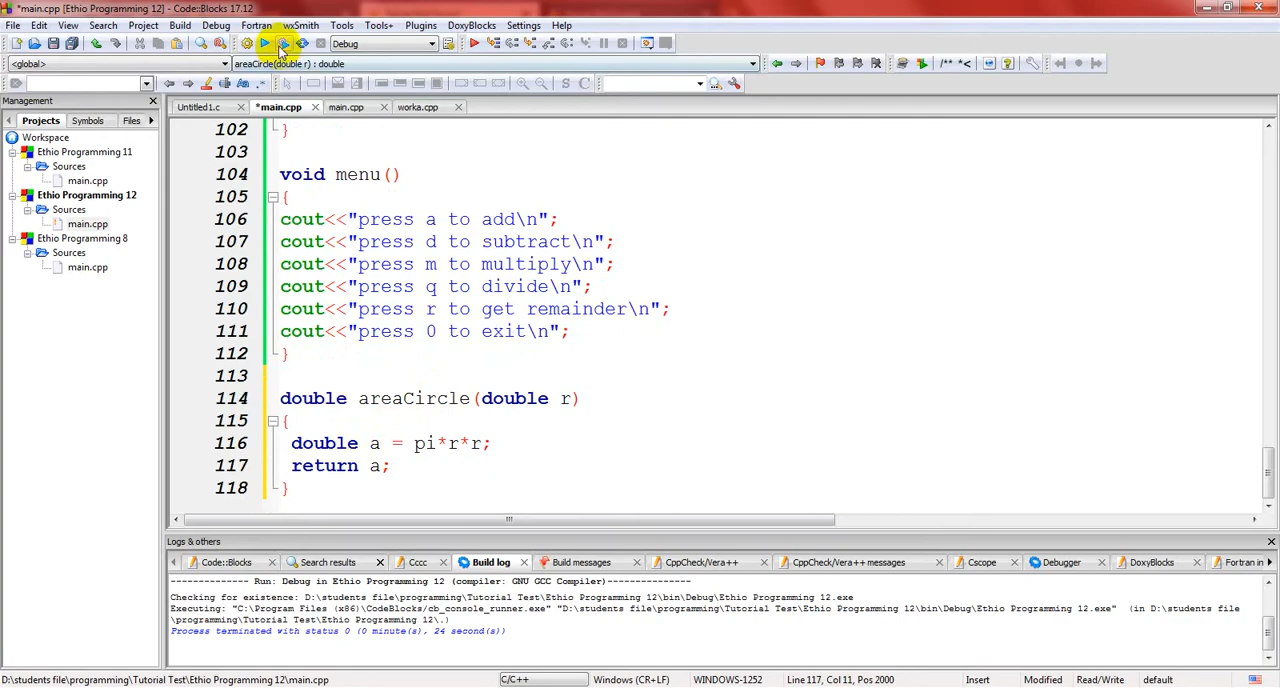 *main.cpp [Ethio Programming 12] - Code::Blocks 17.12
File Edit View Search Project Build Debug Fortran wxSmith Tools Tools+ Plugins DoxyBlocks Settings Help
Debug
<global> areaCircle(double r) : double
/** *<
S C
Management
Untitled1.c *main.cpp main.cpp worka.cpp
Projects Symbols Files
Workspace
Ethio Programming 11
Sources
main.cpp
Ethio Programming 12
Sources
main.cpp
Ethio Programming 8
Sources
main.cpp
102 }
103
104 void menu()
105 {
106 cout<<"press a to add\n";
107 cout<<"press d to subtract\n";
108 cout<<"press m to multiply\n";
109 cout<<"press q to divide\n";
110 cout<<"press r to get remainder\n";
111 cout<<"press 0 to exit\n";
112 }
113
114 double areaCircle(double r)
115 {
116 double a = pi*r*r;
117 return a;
118 }
Logs & others
Code::Blocks Search results Cccc Build log Build messages CppCheck/Vera++ CppCheck/Vera++ messages Cscope Debugger DoxyBlocks Fortran in
-------------- Run: Debug in Ethio Programming 12 (compiler: GNU GCC Compiler)---------------
Checking for existence: D:\students file\programming\Tutorial Test\Ethio Programming 12\bin\Debug\Ethio Programming 12.exe
Executing: "C:\Program Files (x86)\CodeBlocks/cb_console_runner.exe" "D:\students file\programming\Tutorial Test\Ethio Programming 12\bin\Debug\Ethio Programming 12.exe" (in D:\students file
\programming\Tutorial Test\Ethio Programming 12\.)
Process terminated with status 0 (0 minute(s), 24 second(s))
D:\students file\programming\Tutorial Test\Ethio Programming 12\main.cpp C/C++ Windows (CR+LF) WINDOWS-1252 Line 117, Col 11, Pos 2000 Insert Modified Read/Write default